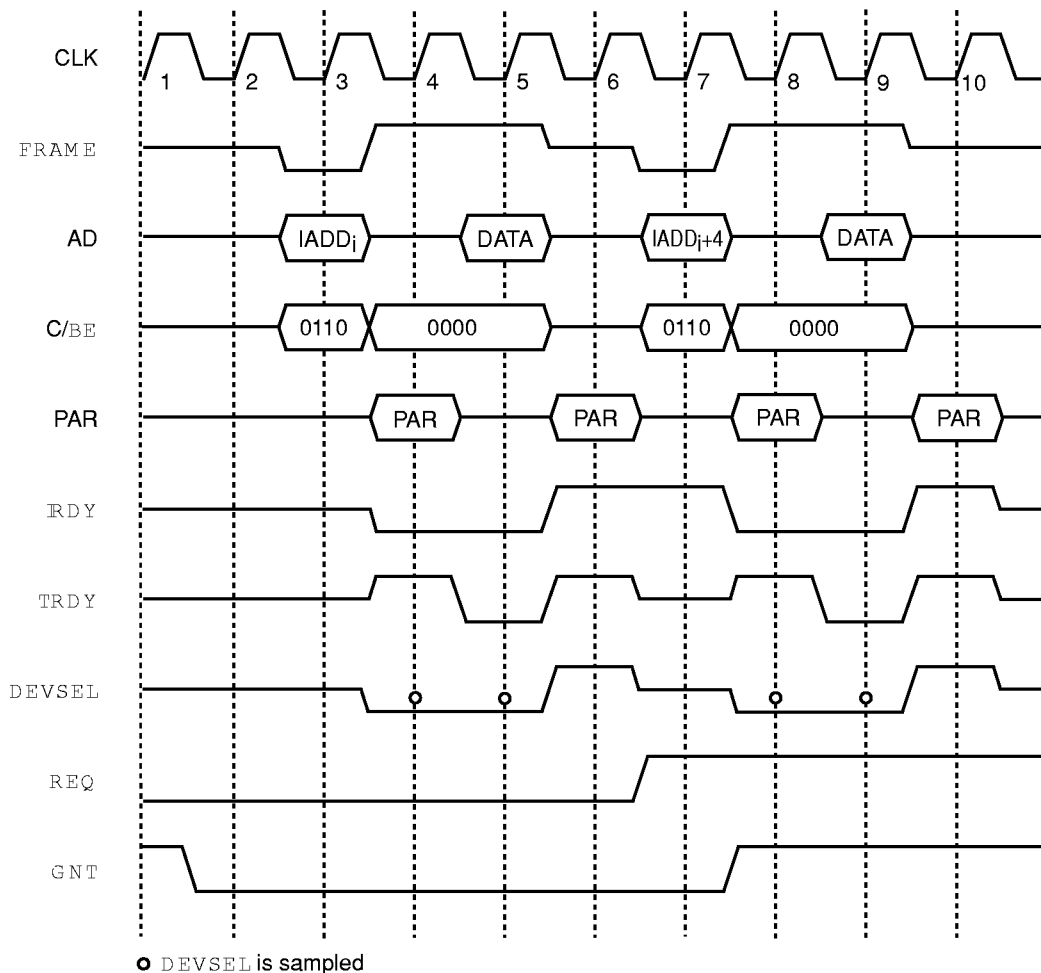 CLK
1 2 3 4 5 6 7 8 9 10
FRAME
AD IADDi DATA IADDi+4 DATA
C/BE 0110 0000 0110 0000
PAR PAR PAR PAR PAR
IRDY
TRDY
DEVSEL
REQ
GNT
DEVSEL is sampled